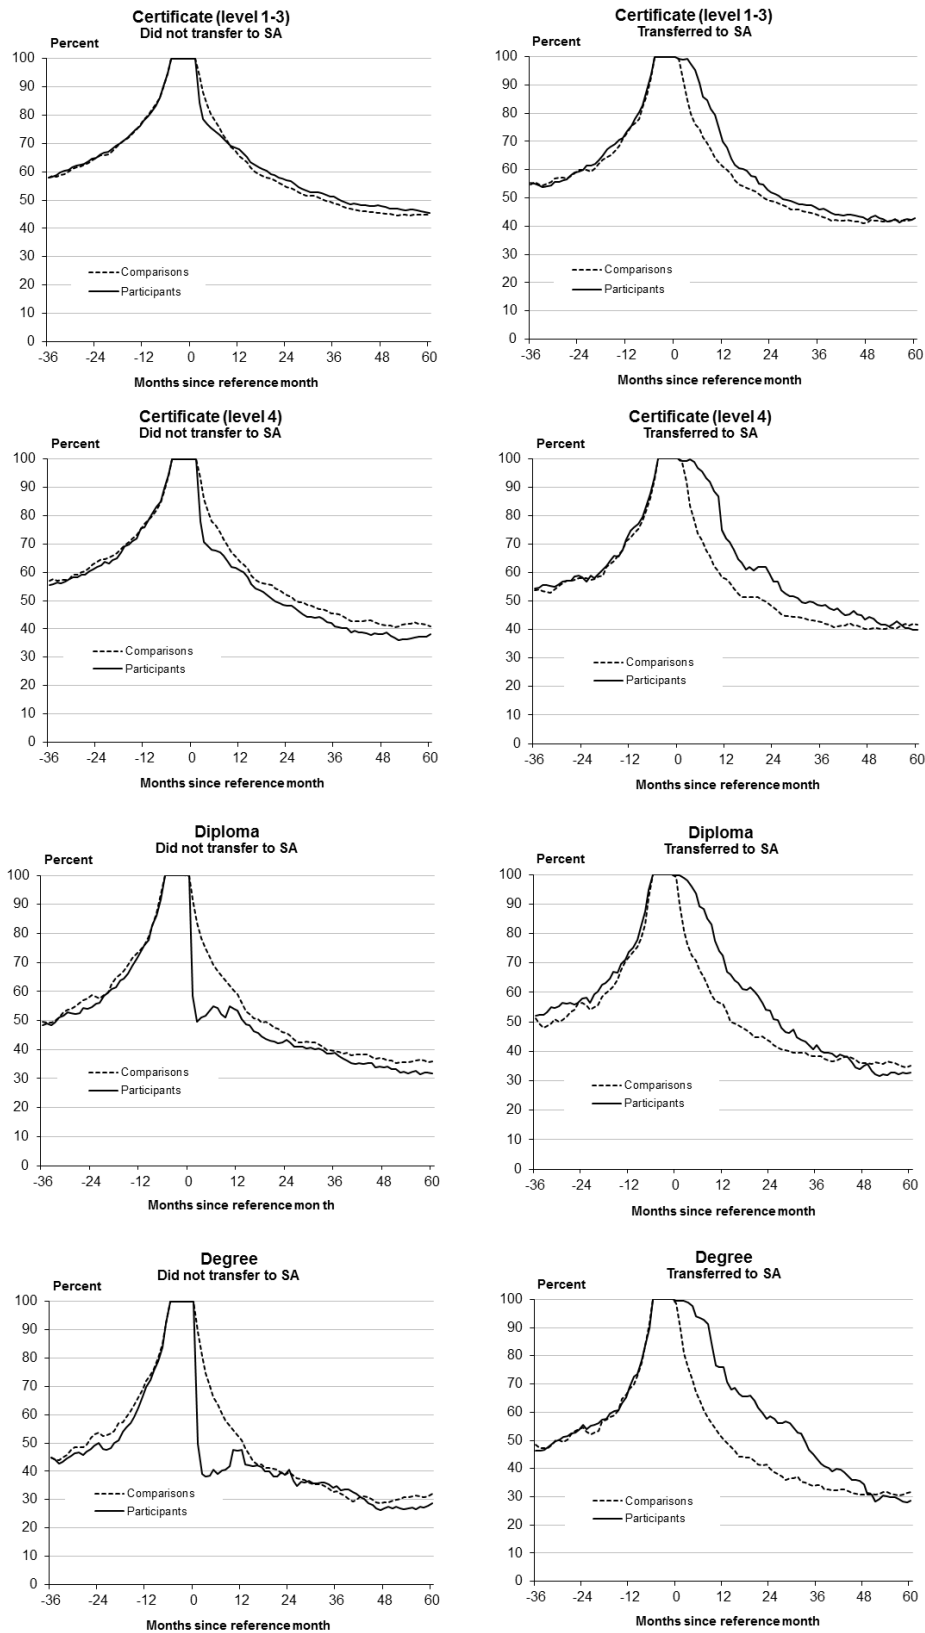 Certificate (level 1-3)
Did not transfer to SA
Percent
100
90
80
70
60
50
40
30
20
10
0
Comparisons
Participants
-36 -24 -12 0 12 24 36 48 60
Months since reference month
Certificate (level 1-3)
Transferred to SA
Percent
100
90
80
70
60
50
40
30
20
10
0
Comparisons
Participants
-36 -24 -12 0 12 24 36 48 60
Months since reference month
Certificate (level 4)
Did not transfer to SA
Percent
100
90
80
70
60
50
40
30
20
10
0
Comparisons
Participants
-36 -24 -12 0 12 24 36 48 60
Months since reference month
Certificate (level 4)
Transferred to SA
Percent
100
90
80
70
60
50
40
30
20
10
0
Comparisons
Participants
-36 -24 -12 0 12 24 36 48 60
Months since reference month
Diploma
Did not transfer to SA
Percent
100
90
80
70
60
50
40
30
20
10
0
Comparisons
Participants
-36 -24 -12 0 12 24 36 48 60
Months since reference month
Diploma
Transferred to SA
Percent
100
90
80
70
60
50
40
30
20
10
0
Comparisons
Participants
-36 -24 -12 0 12 24 36 48 60
Months since reference month
Degree
Did not transfer to SA
Percent
100
90
80
70
60
50
40
30
20
10
0
Comparisons
Participants
-36 -24 -12 0 12 24 36 48 60
Months since reference month
Degree
Transferred to SA
Percent
100
90
80
70
60
50
40
30
20
10
0
Comparisons
Participants
-36 -24 -12 0 12 24 36 48 60
Months since reference month